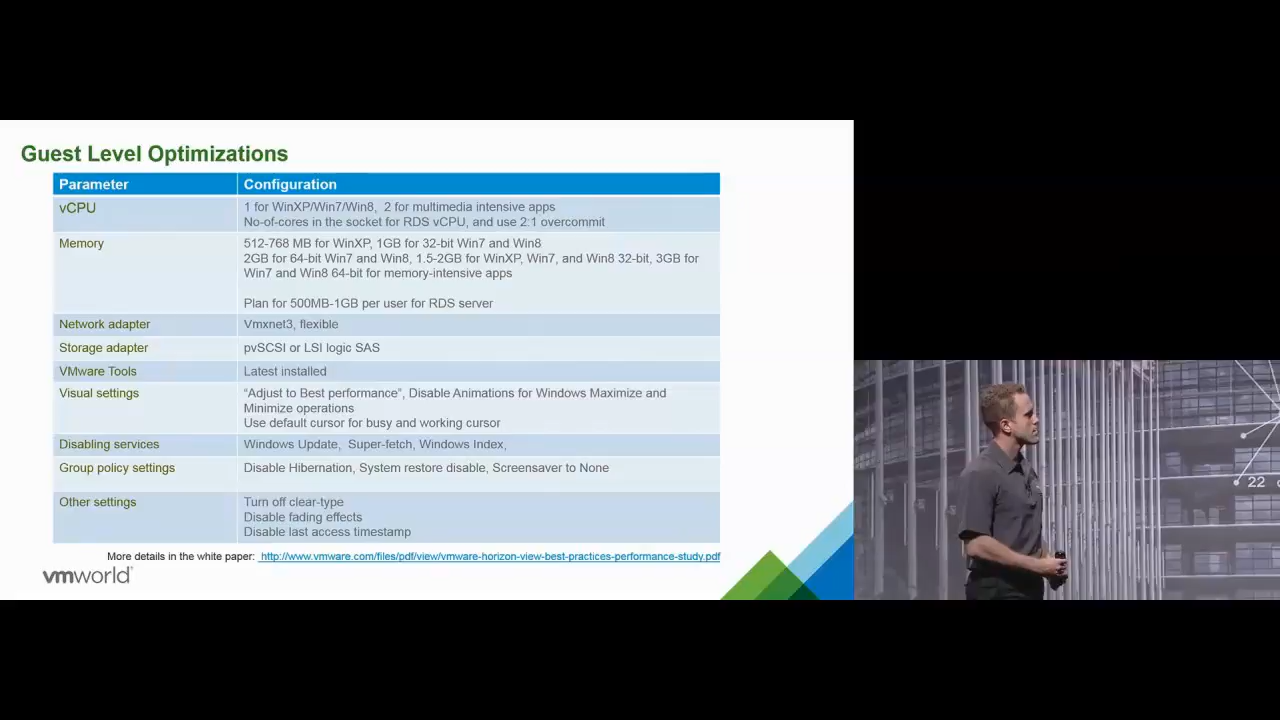 Guest Level Optimizations
Parameter
Configuration
vCPU
1 for WinXP/Win7/Win8, 2 for multimedia intensive apps
No-of-cores in the socket for RDS vCPU, and use 2:1 overcommit
Memory
512-768 MB for WinXP, 1GB for 32-bit Win7 and Win8
2GB for 64-bit Win7 and Win8, 1.5-2GB for WinXP, Win7, and Win8 32-bit, 3GB for
Win7 and Win8 64-bit for memory-intensive apps
Plan for 500MB-1GB per user for RDS server
Network adapter
Vmxnet3, flexible
Storage adapter
pvSCSI or LSI logic SAS
VMware Tools
Latest installed
Visual settings
“Adjust to Best performance”, Disable Animations for Windows Maximize and
Minimize operations
Use default cursor for busy and working cursor
Disabling services
Windows Update, Super-fetch, Windows Index,
Group policy settings
Disable Hibernation, System restore disable, Screensaver to None
Other settings
Turn off clear-type
Disable fading effects
Disable last access timestamp
More details in the white paper: http://www.vmware.com/files/pdf/view/vmware-horizon-view-best-practices-performance-study.pdf
vmworld
22